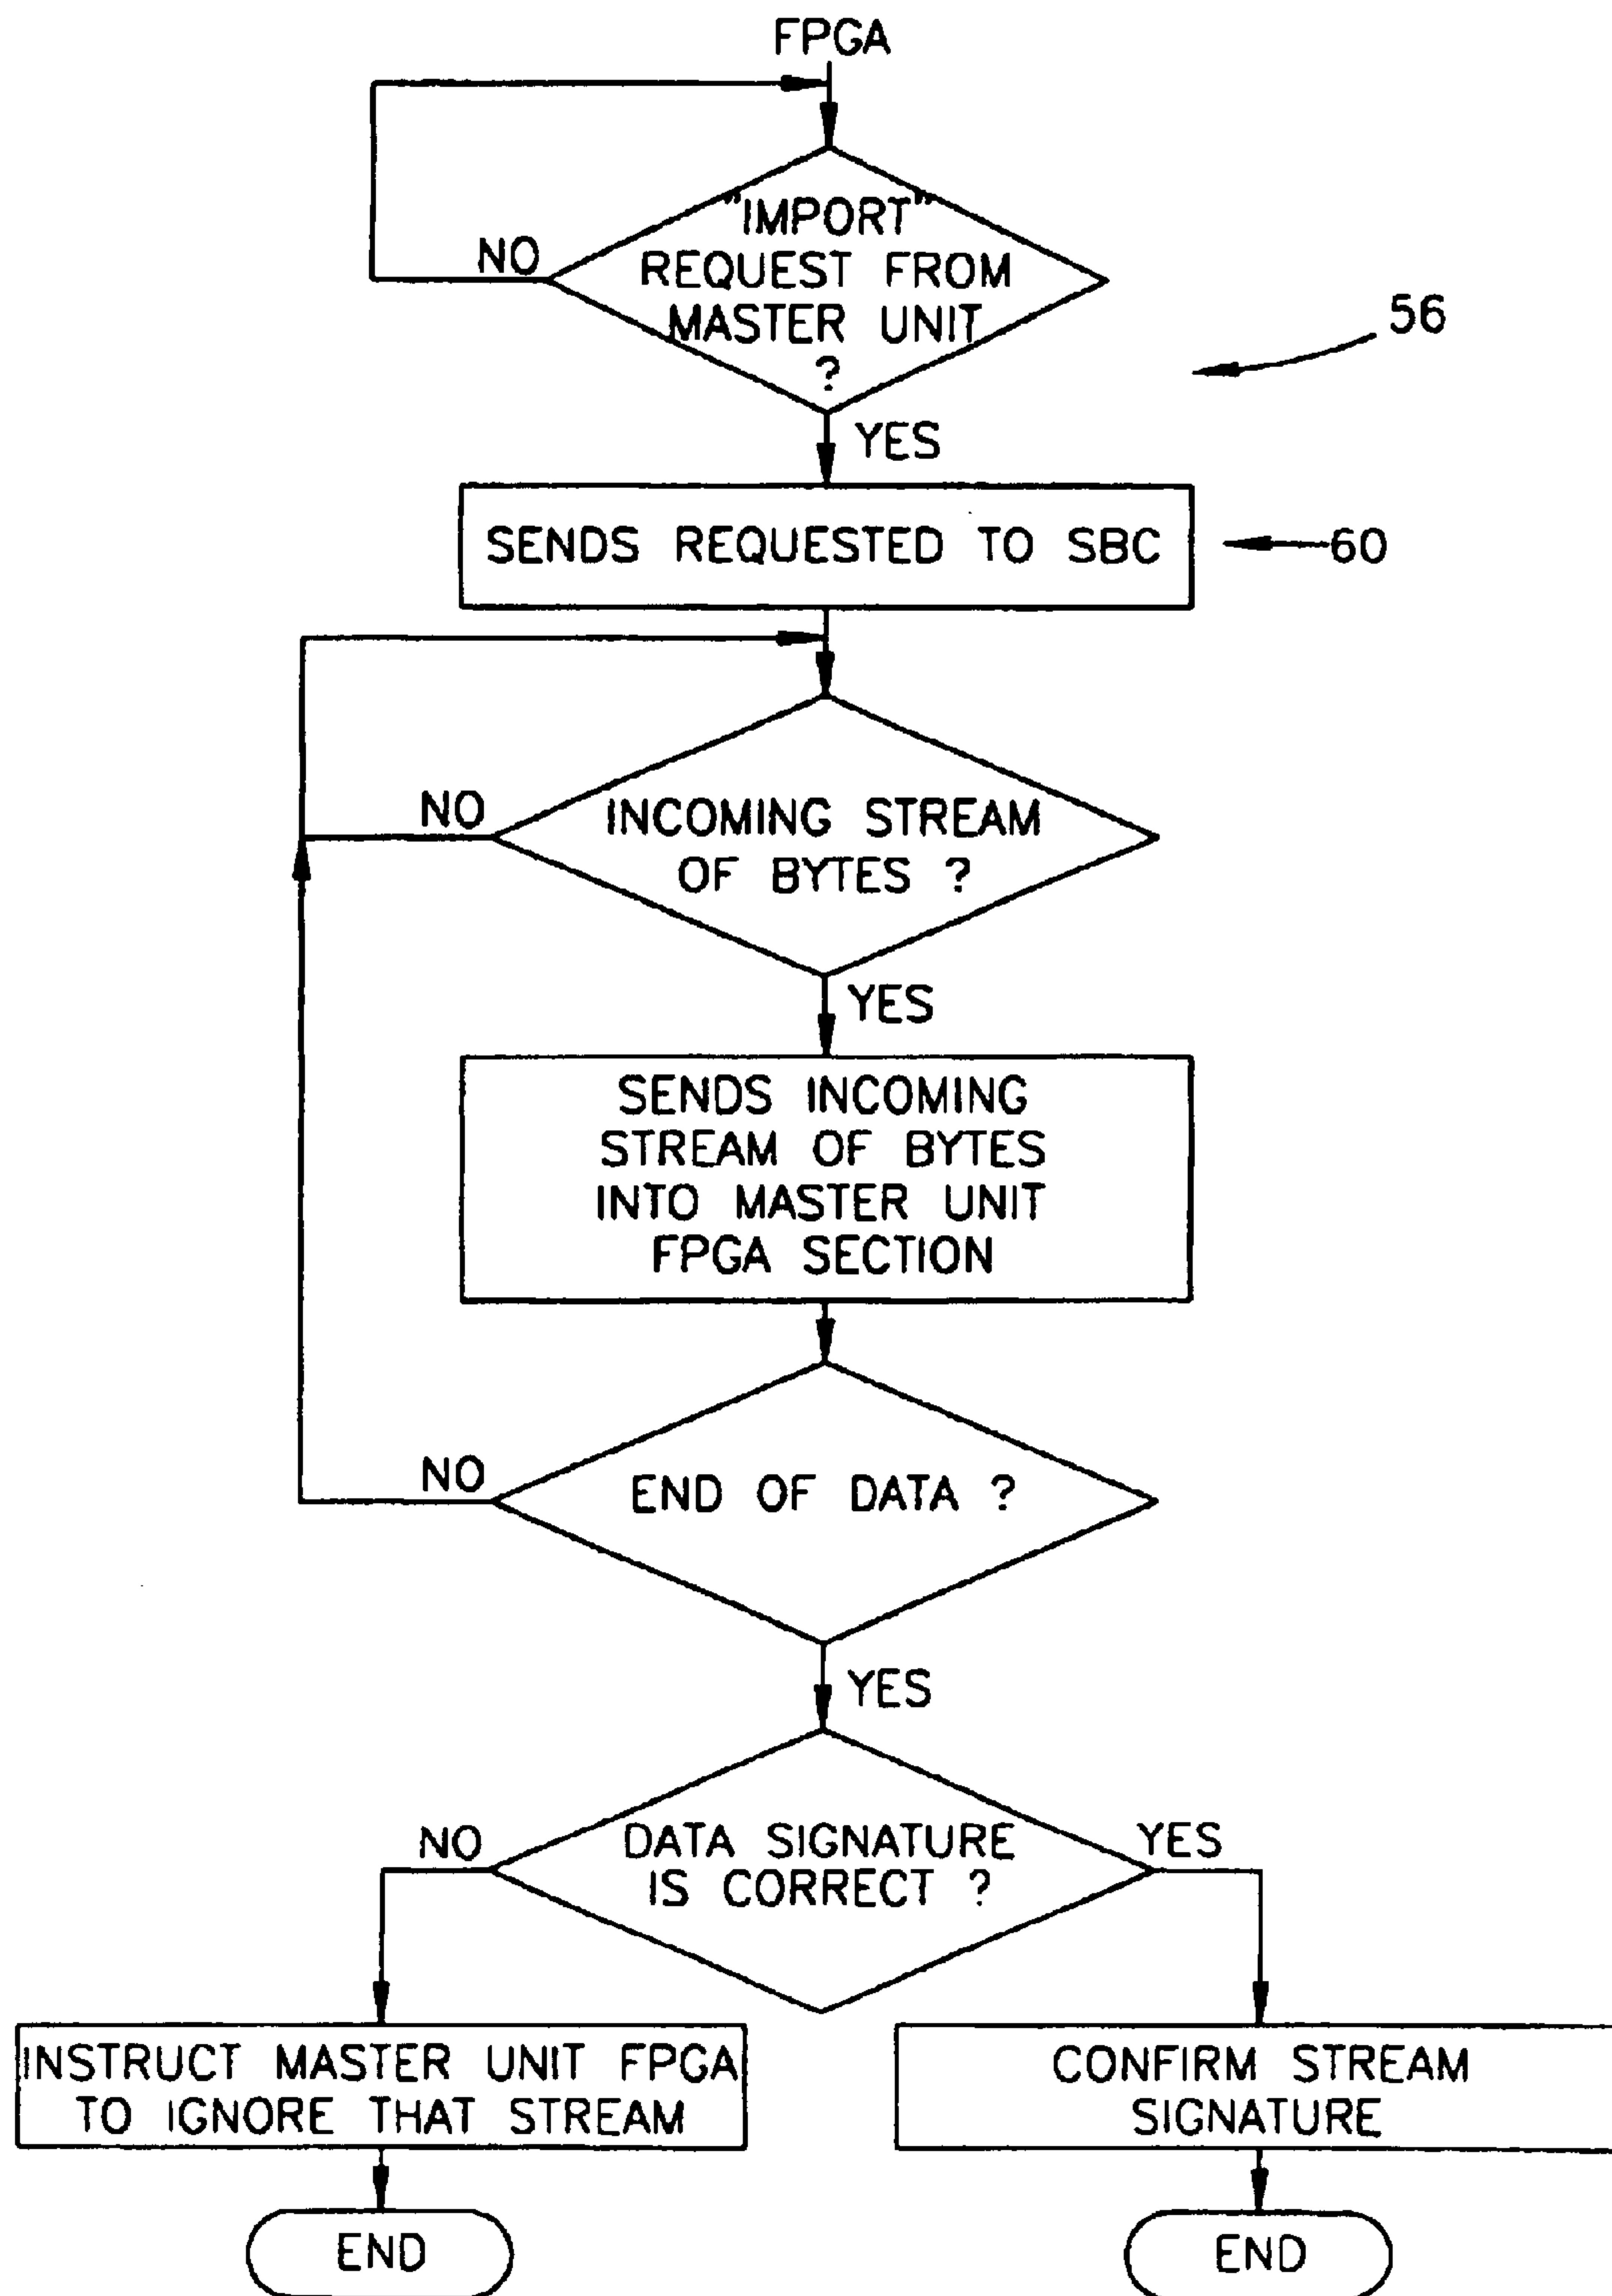 FPGA
"IMPORT"
NO
REQUEST FROM
MASTER UNIT
?
56
YES
SENDS REQUESTED TO SBC
60
NO
INCOMING STREAM
OF BYTES ?
YES
SENDS INCOMING
STREAM OF BYTES
INTO MASTER UNIT
FPGA SECTION
NO
END OF DATA ?
YES
NO
DATA SIGNATURE
IS CORRECT ?
YES
INSTRUCT MASTER UNIT FPGA
TO IGNORE THAT STREAM
CONFIRM STREAM
SIGNATURE
END
END